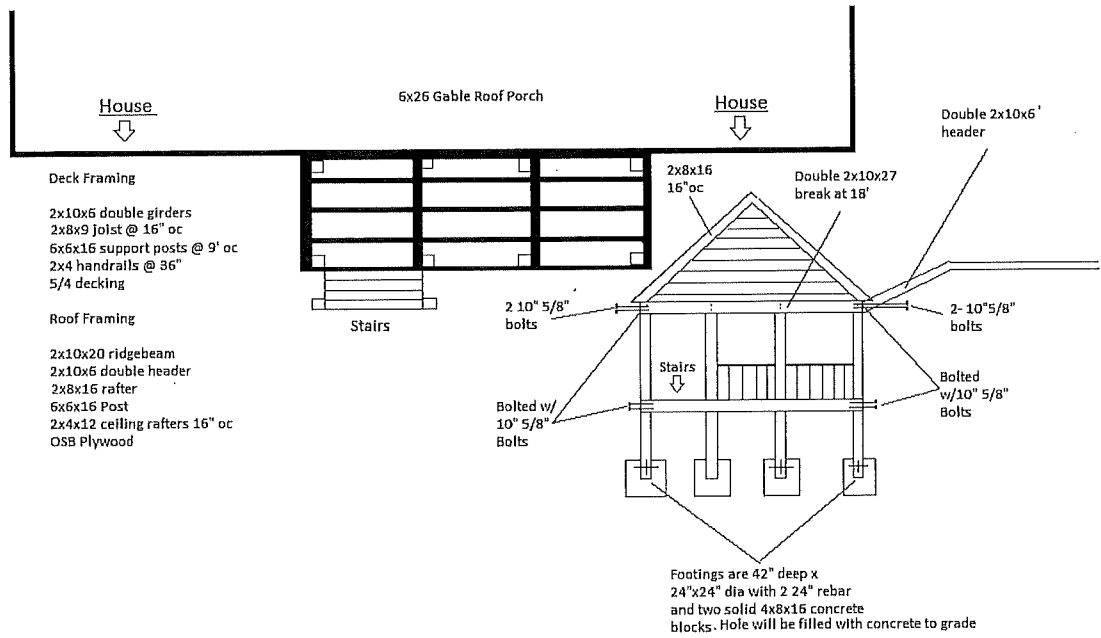 6x26 Gable Roof Porch
House
House
Deck Framing
2x10x6 double girders
2x8x9 joist @ 16" oc
6x6x16 support posts @ 9' oc
2x4 handrails @ 36"
5/4 decking
Roof Framing
2x10x20 ridgebeam
2x10x6 double header
2x8x16 rafter
6x6x16 Post
2x4x12 ceiling rafters 16" oc
OSB Plywood
Stairs
2x8x16
16"oc
Double 2x10x27
break at 18'
Double 2x10x6'
header
2 10" 5/8"
bolts
2- 10"5/8"
bolts
Stairs
Bolted w/
10" 5/8"
Bolts
Bolted
w/10" 5/8"
Bolts
Footings are 42" deep x
24"x24" dia with 2 24" rebar
and two solid 4x8x16 concrete
blocks. Hole will be filled with concrete to grade